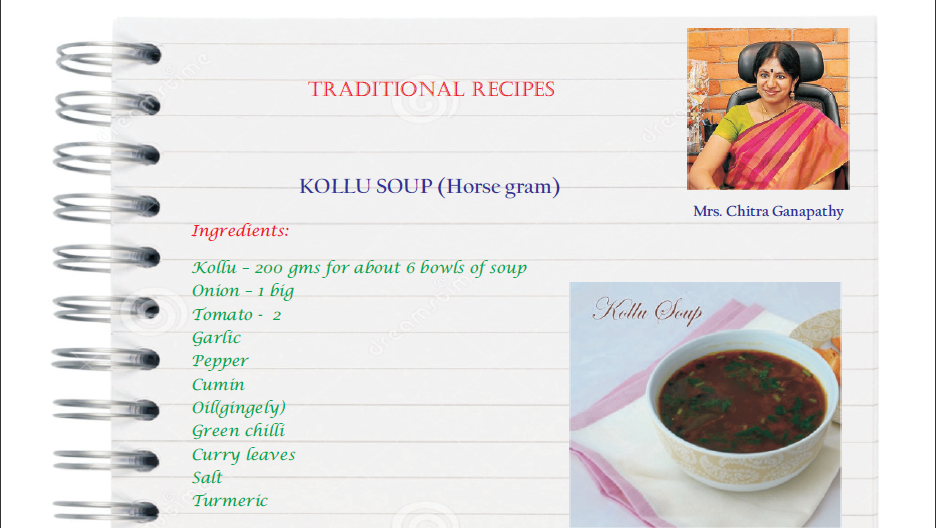 TRADITIONAL RECIPES
KOLLU SOUP (Horse gram)
Mrs. Chitra Ganapathy
Ingredients:
Kollu – 200 gms for about 6 bowls of soup
Onion – 1 big
Tomato - 2
Garlic
Pepper
Cumin
Oil(gingely)
Green chilli
Curry leaves
Salt
Turmeric
Kollu Soup